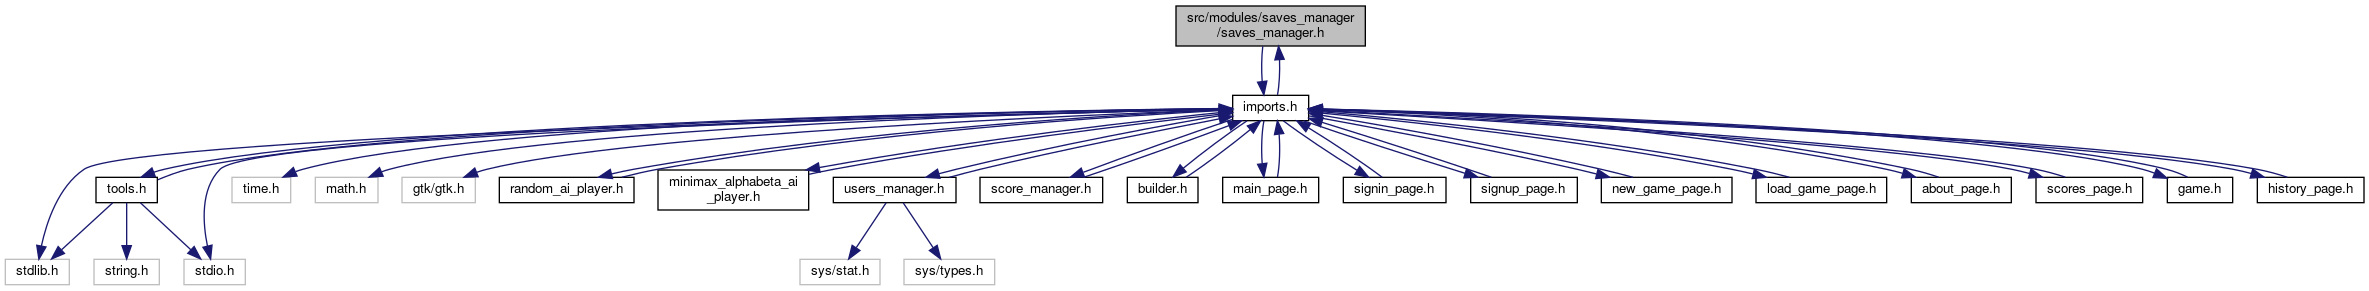 src/modules/saves_manager
/saves_manager.h
imports.h
tools.h
time.h
math.h
gtk/gtk.h
random_ai_player.h
minimax_alphabeta_ai
_player.h
users_manager.h
score_manager.h
builder.h
main_page.h
signin_page.h
signup_page.h
new_game_page.h
load_game_page.h
about_page.h
scores_page.h
game.h
history_page.h
stdlib.h
string.h
stdio.h
sys/stat.h
sys/types.h